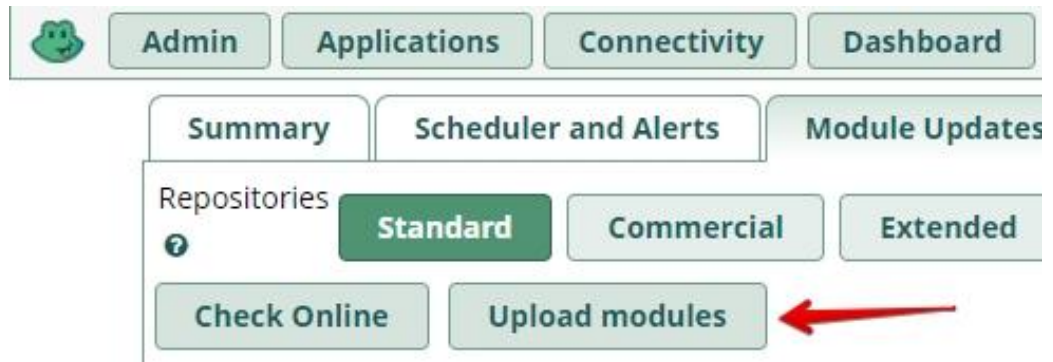 Admin Applications Connectivity Dashboard
Summary Scheduler and Alerts Module Updates
Repositories
Standard Commercial Extended
Check Online Upload modules